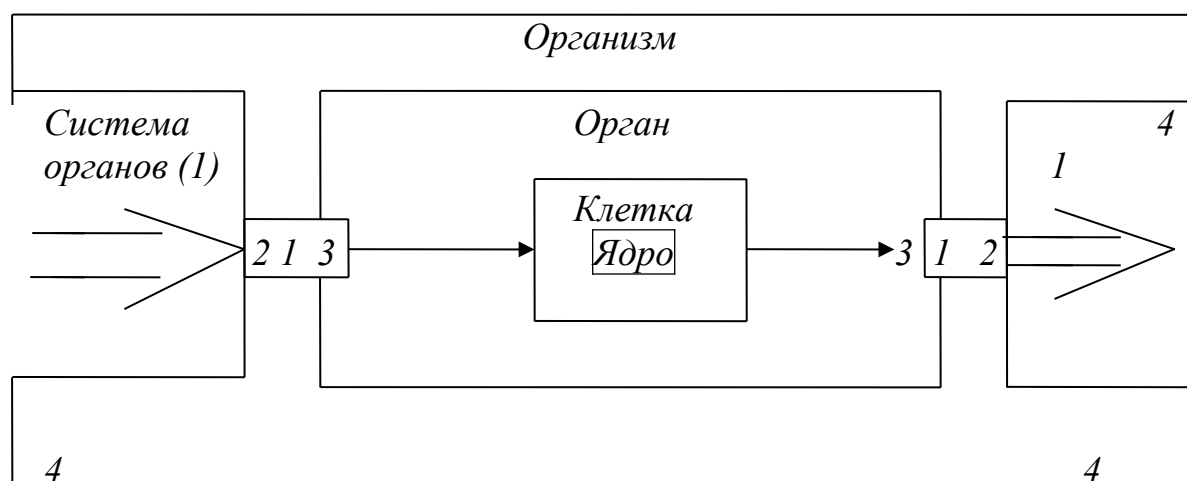 Организм
Система
органов (1)
Орган
4
1
Клетка
Ядро
2 1 3
3 1 2
4
4